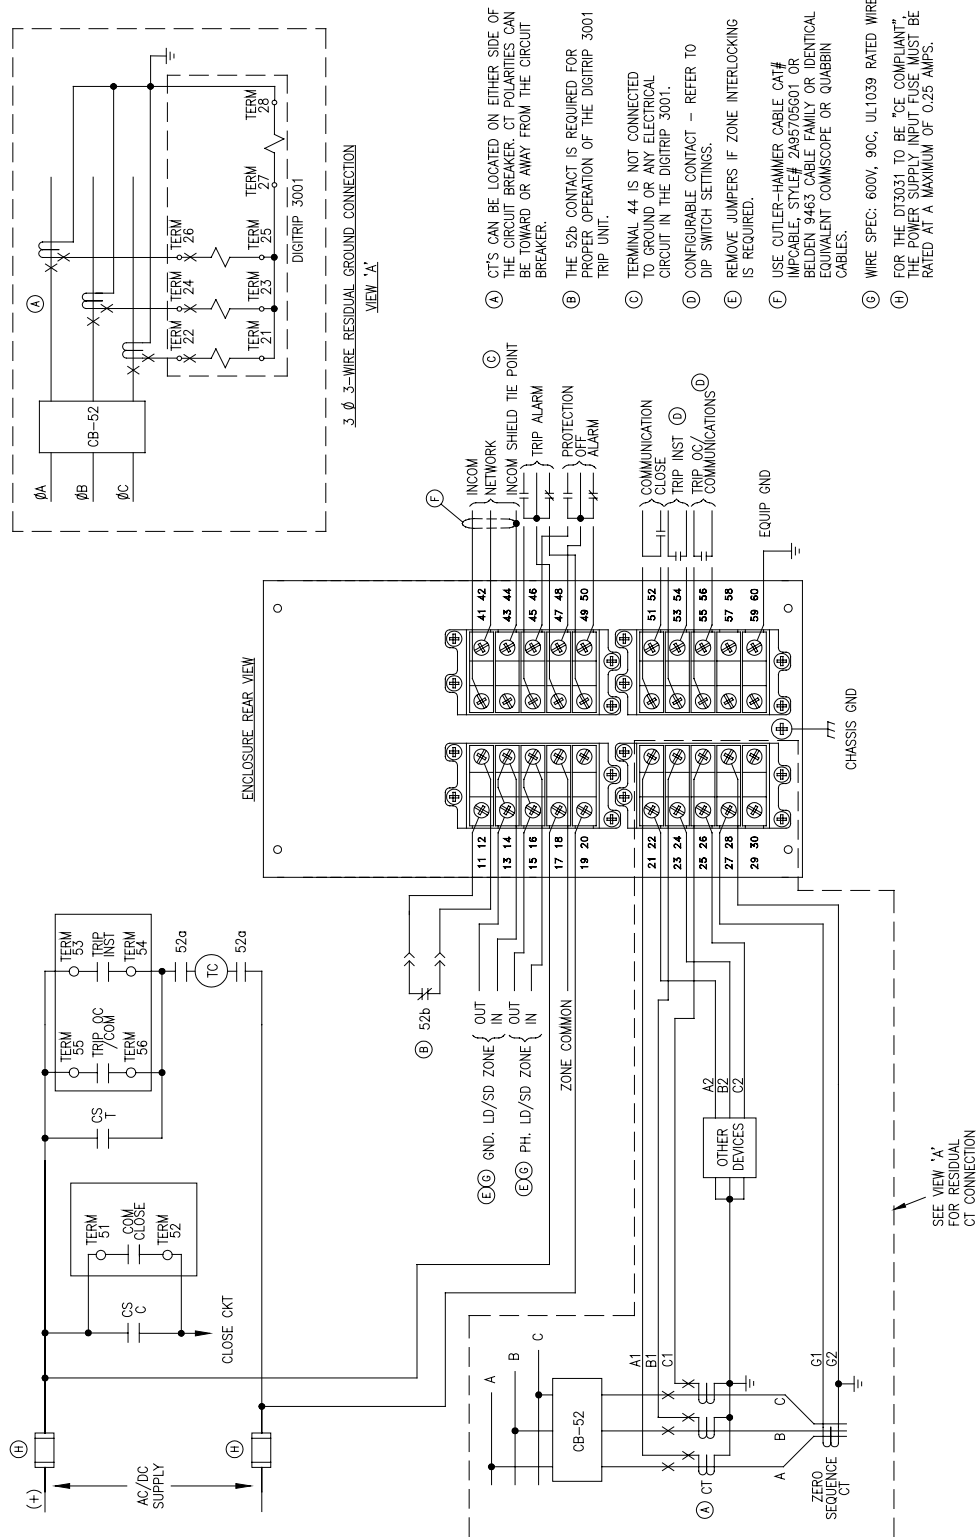 (+)
H
H
AC/DC
SUPPLY
CS
C
CLOSE CKT
TERM
51
COM
CLOSE
TERM
52
CS
T
TERM
55
TRIP OC
/COM
TERM
56
TERM
53
TRIP
INST
TERM
54
52a
TC
52a
3 Ø 3-WIRE RESIDUAL GROUND CONNECTION
VIEW 'A'
ØA
ØB
ØC
CB-52
A
TERM
22
TERM
24
TERM
26
TERM
21
TERM
23
TERM
25
TERM
27
TERM
28
DIGITRIP 3001
ENCLOSURE REAR VIEW
B 52b
E G GND. LD/SD ZONE
OUT
IN
E G PH. LD/SD ZONE
OUT
IN
ZONE COMMON
11 12
13 14
15 16
17 18
19 20
21 22
23 24
25 26
27 28
29 30
41 42
43 44
45 46
47 48
49 50
51 52
53 54
55 56
57 58
59 60
F
INCOM
NETWORK
INCOM SHIELD TIE POINT C
TRIP ALARM
PROTECTION
OFF
ALARM
COMMUNICATION
CLOSE
TRIP INST D
TRIP OC/
COMMUNICATIONS D
EQUIP GND
CHASSIS GND
A
B
C
CB-52
A CT
A
B
C
ZERO
SEQUENCE
CT
A1
B1
C1
G1
G2
OTHER
DEVICES
A2
B2
C2
SEE VIEW 'A'
FOR RESIDUAL
CT CONNECTION
A CT'S CAN BE LOCATED ON EITHER SIDE OF
THE CIRCUIT BREAKER. CT POLARITIES CAN
BE TOWARD OR AWAY FROM THE CIRCUIT
BREAKER.
B THE 52b CONTACT IS REQUIRED FOR
PROPER OPERATION OF THE DIGITRIP 3001
TRIP UNIT.
C TERMINAL 44 IS NOT CONNECTED
TO GROUND OR ANY ELECTRICAL
CIRCUIT IN THE DIGITRIP 3001.
D CONFIGURABLE CONTACT - REFER TO
DIP SWITCH SETTINGS.
E REMOVE JUMPERS IF ZONE INTERLOCKING
IS REQUIRED.
F USE CUTLER-HAMMER CABLE CAT#
IMPCABLE, STYLE# 2A95705G01 OR
BELDEN 9463 CABLE FAMILY OR IDENTICAL
EQUIVALENT COMMSCOPE OR QUABBIN
CABLES.
G WIRE SPEC: 600V, 90C, UL1039 RATED WIRE
H FOR THE DT3031 TO BE "CE COMPLIANT",
THE POWER SUPPLY INPUT FUSE MUST BE
RATED AT A MAXIMUM OF 0.25 AMPS.